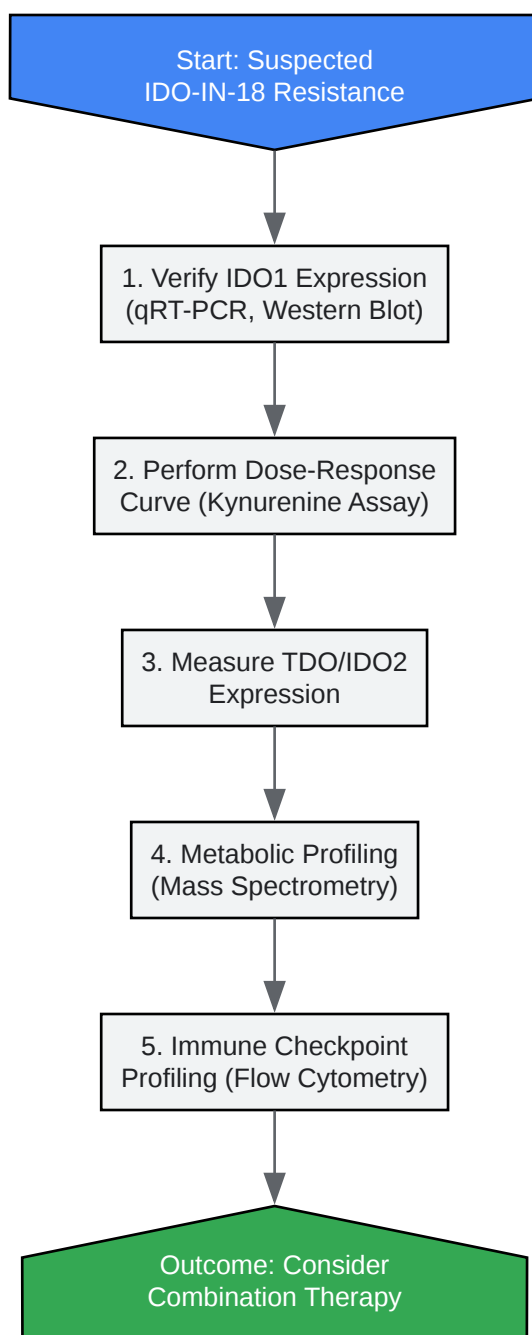 Start: Suspected
IDO-IN-18 Resistance
1. Verify IDO1 Expression
(qRT-PCR, Western Blot)
2. Perform Dose-Response
Curve (Kynurenine Assay)
3. Measure TDO/IDO2
Expression
4. Metabolic Profiling
(Mass Spectrometry)
5. Immune Checkpoint
Profiling (Flow Cytometry)
Outcome: Consider
Combination Therapy